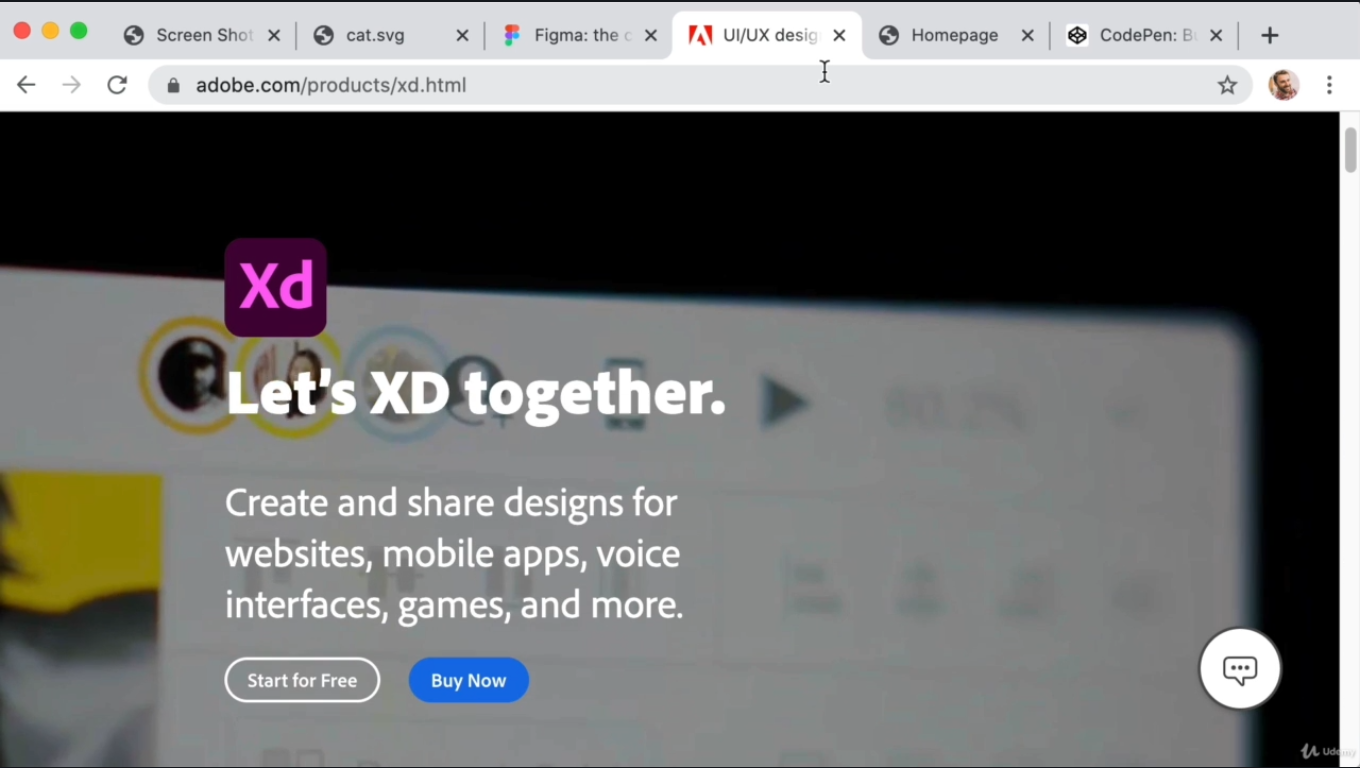 Screen Shot
cat.svg
Figma: the c
UI/UX desig
Homepage
CodePen: Bu
adobe.com/products/xd.html
Xd
Let's XD together.
Create and share designs for
websites, mobile apps, voice
interfaces, games, and more.
Start for Free
Buy Now
Udemy